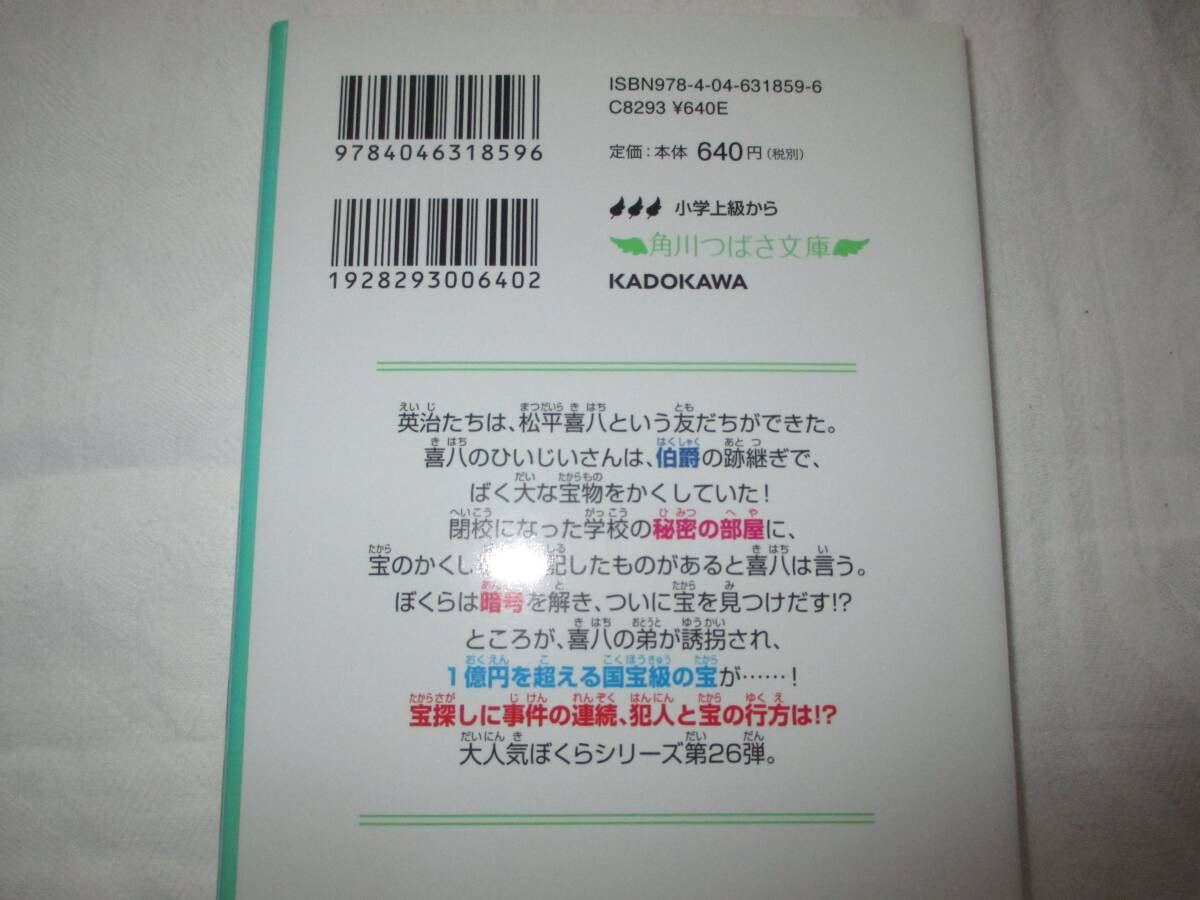 ISBN978-4-04-631859-6
C8293 ¥640E
9784046318596
定価：本体 640円（税別）
小学上級から
角川つばさ文庫
1928293006402
KADOKAWA
英治たちは、松平喜八という友だちができた。
喜八のひいじいさんは、伯爵の跡継ぎで、
ばく大な宝物をかくしていた！
閉校になった学校の秘密の部屋に、
宝のかくし したものがあると喜八は言う。
ぼくらは暗号を解き、ついに宝を見つけだす!?
ところが、喜八の弟が誘拐され、
1億円を超える国宝級の宝が……！
宝探しに事件の連続、犯人と宝の行方は!?
大人気ぼくらシリーズ第26弾。